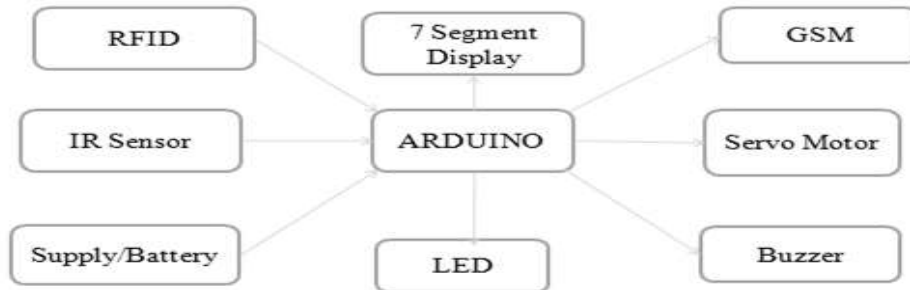 RFID
7 Segment
Display
GSM
IR Sensor
ARDUINO
Servo Motor
Supply/Battery
LED
Buzzer